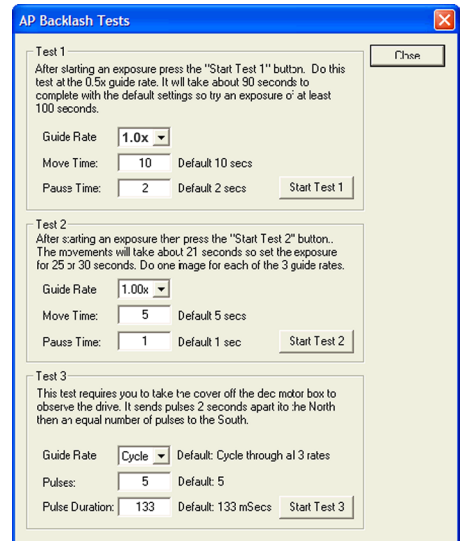 AP Backlash Tests
Close
Test 1
After starting an exposure press the "Start Test 1" button. Do this
test at the 0.5x guide rate. It will take about 90 seconds to
complete with the default settings so try an exposure of at least
100 seconds.
Guide Rate 1.0x
Move Time: 10 Default 10 secs
Pause Time: 2 Default 2 secs Start Test 1
Test 2
After starting an exposure then press the "Start Test 2" button..
The movements will take about 21 seconds so set the exposure
for 25 or 30 seconds. Do one image for each of the 3 guide rates.
Guide Rate 1.00x
Move Time: 5 Default 5 secs
Pause Time: 1 Default 1 sec Start Test 2
Test 3
This test requires you to take the cover off the dec motor box to
observe the drive. It sends pulses 2 seconds apart ito the North
then an equal number of pulses to the South.
Guide Rate Cycle Default: Cycle through all 3 rates
Pulses: 5 Default: 5
Pulse Duration: 133 Default: 133 mSecs Start Test 3